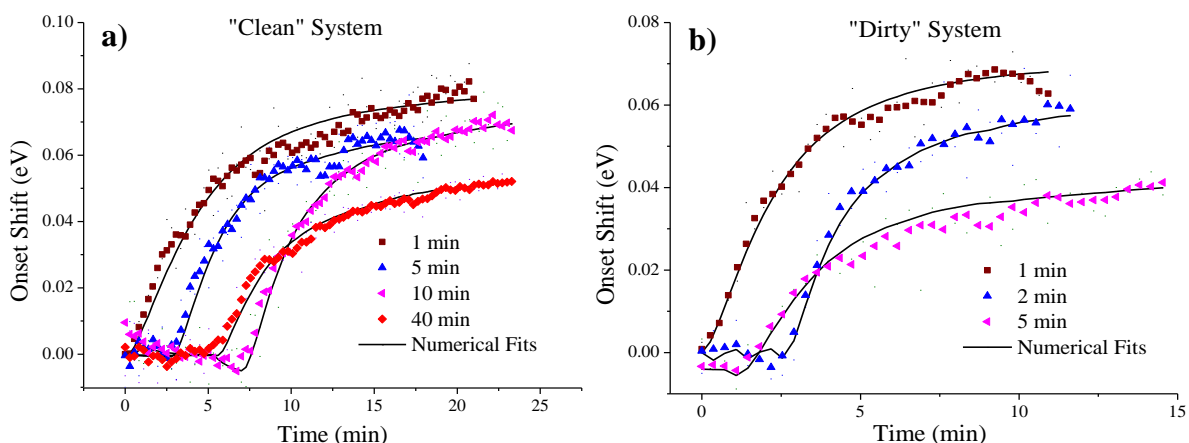 a)
"Clean" System
Onset Shift (eV)
0.10
0.08
0.06
0.04
0.02
0.00
1 min
5 min
10 min
40 min
Numerical Fits
0
5
10
15
20
25
Time (min)
b)
"Dirty" System
Onset Shift (eV)
0.08
0.06
0.04
0.02
0.00
1 min
2 min
5 min
Numerical Fits
0
5
10
15
Time (min)